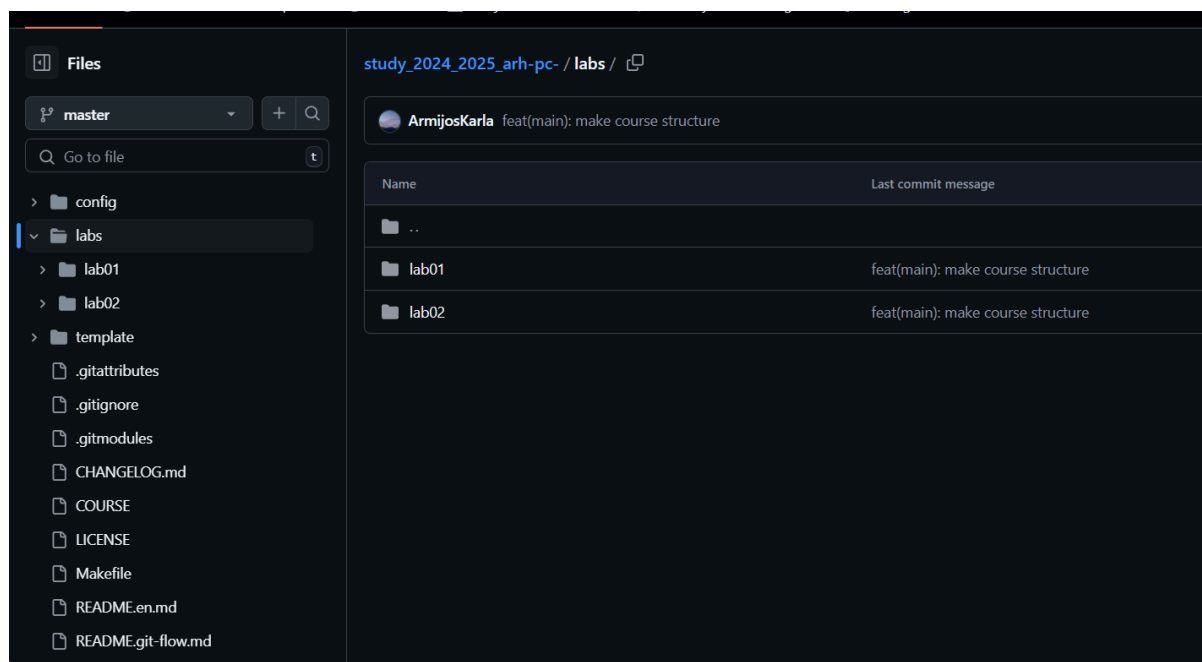 Files
master
Go to file
t
config
labs
lab01
lab02
template
.gitattributes
.gitignore
.gitmodules
CHANGELOG.md
COURSE
LICENSE
Makefile
README.en.md
README.git-flow.md
study_2024_2025_arh-pc- / labs /
ArmijosKarla feat(main): make course structure
Name Last commit message
..
lab01 feat(main): make course structure
lab02 feat(main): make course structure